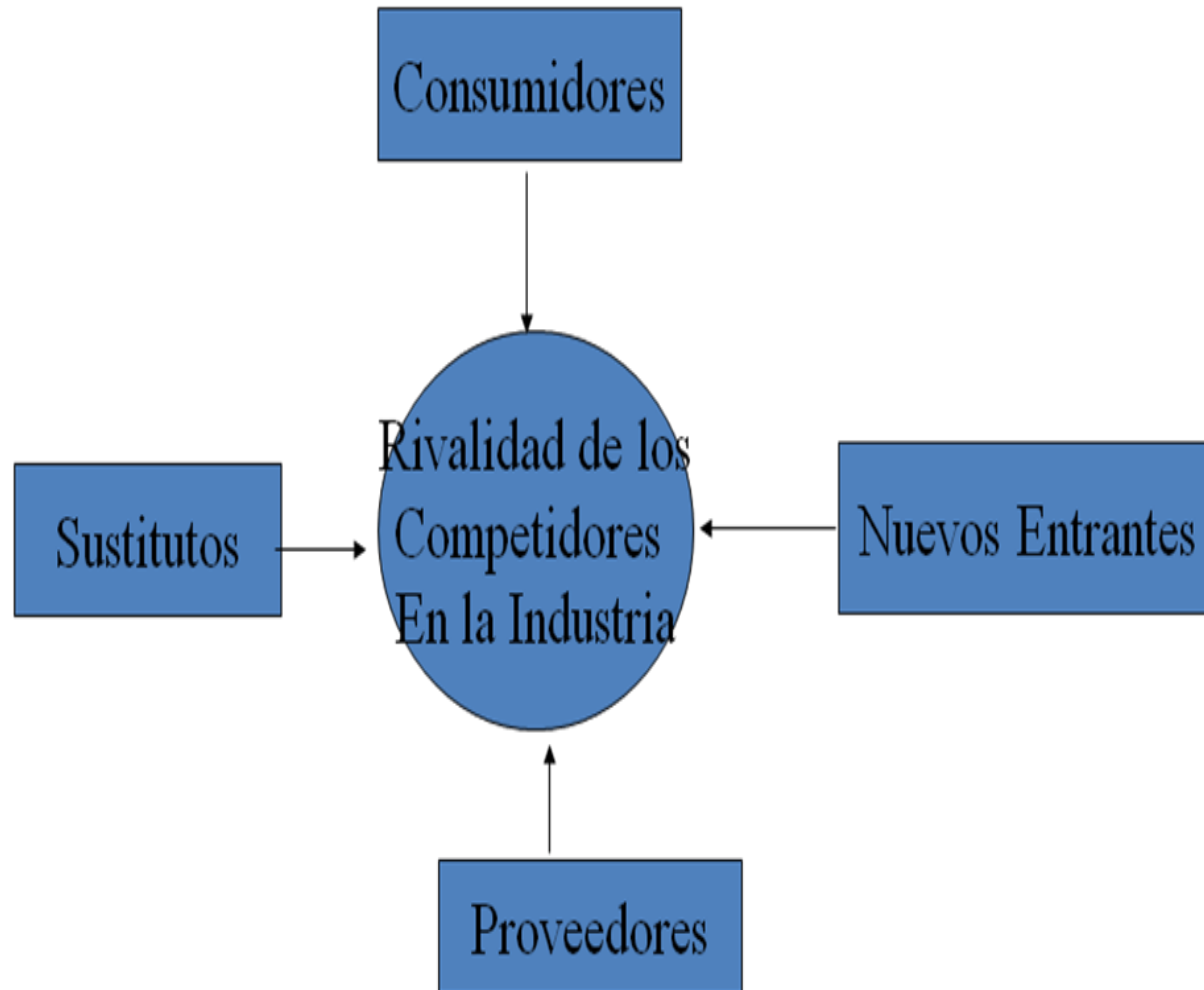 Consumidores
Rivalidad de los
Competidores
En la Industria
Sustitutos
Nuevos Entrantes
Proveedores